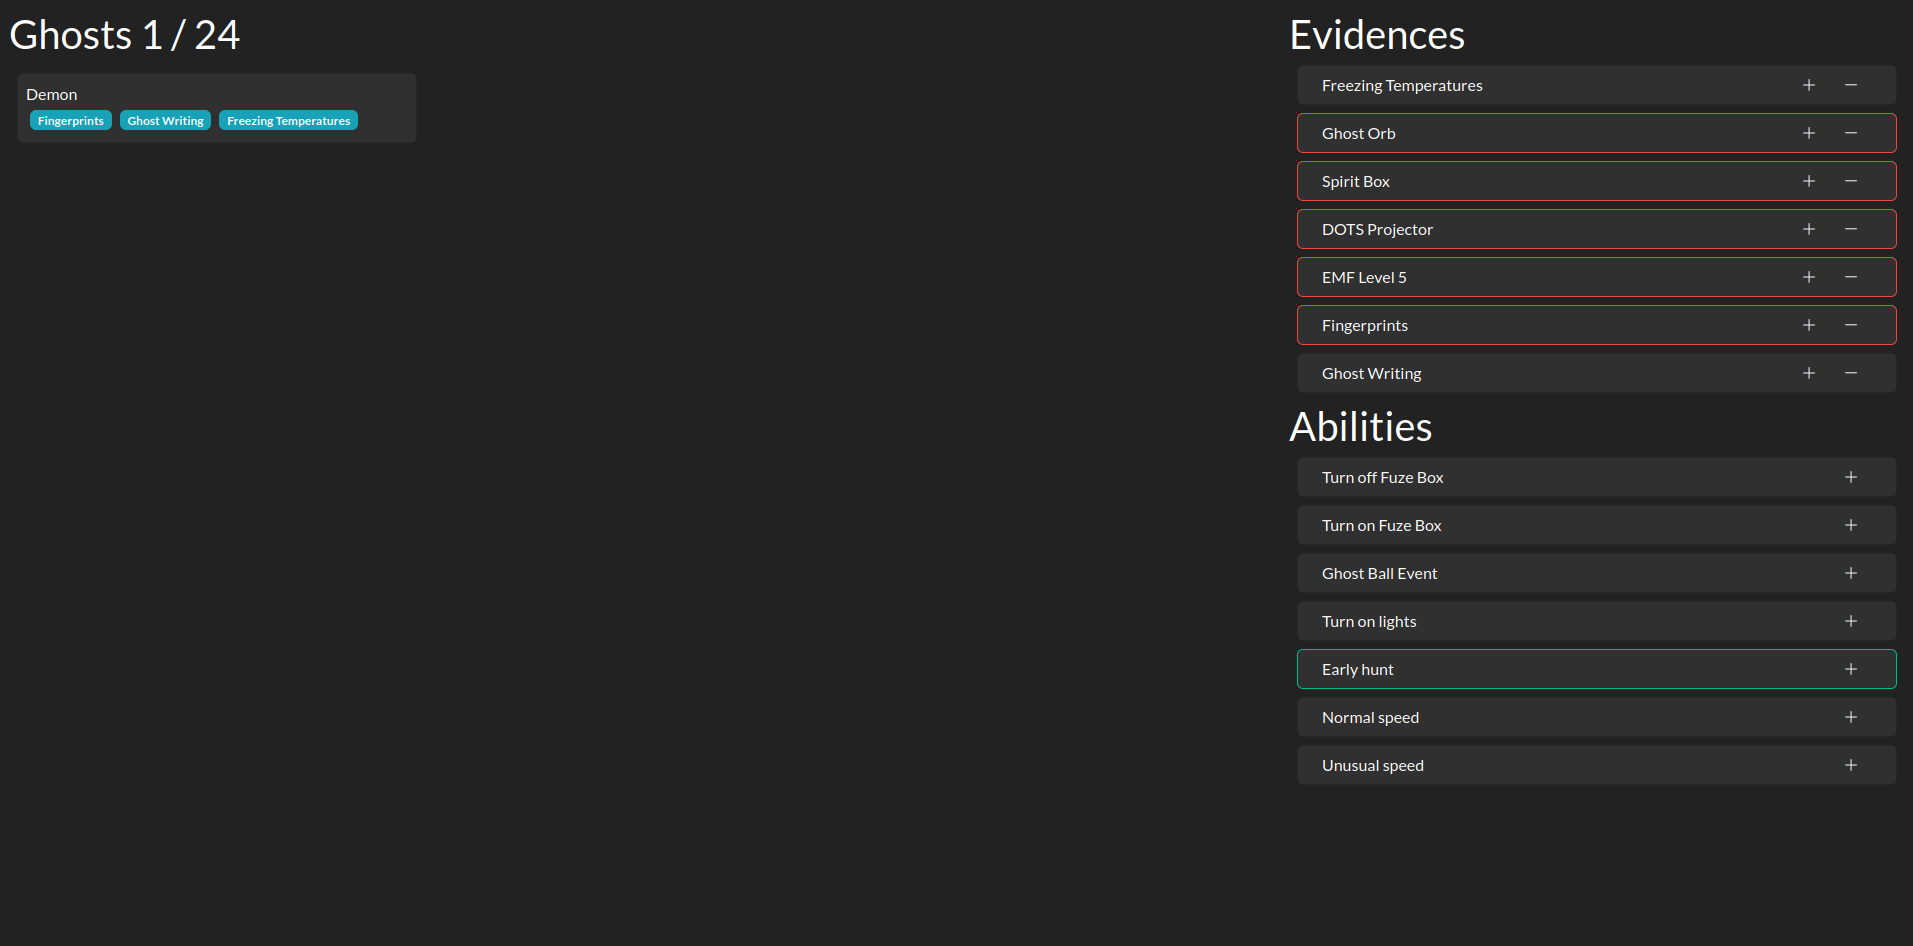 Ghosts 1 / 24
Demon
Fingerprints Ghost Writing Freezing Temperatures
Evidences
Freezing Temperatures + −
Ghost Orb + −
Spirit Box + −
DOTS Projector + −
EMF Level 5 + −
Fingerprints + −
Ghost Writing + −
Abilities
Turn off Fuze Box +
Turn on Fuze Box +
Ghost Ball Event +
Turn on lights +
Early hunt +
Normal speed +
Unusual speed +